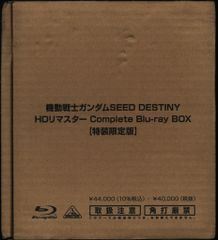 機動戦士ガンダムSEED DESTINY
HDリマスター Complete Blu-ray BOX
【特装限定版】
¥44,000（10%税込）・¥40,000（税抜）
取扱注意 角打厳禁